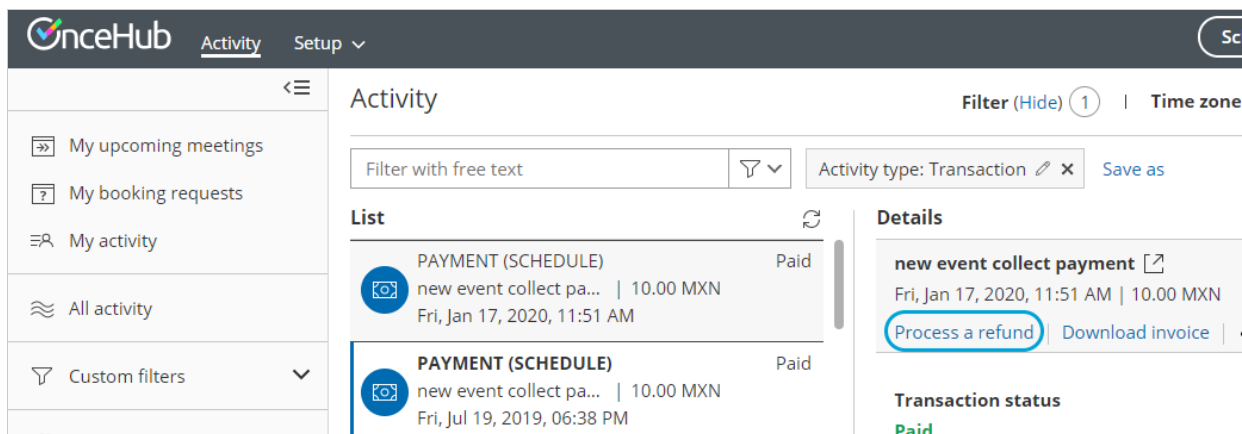 OnceHub Activity Setup
Activity
Filter (Hide) 1 | Time zone
My upcoming meetings
My booking requests
My activity
All activity
Custom filters
Filter with free text
Activity type: Transaction
Save as
List
PAYMENT (SCHEDULE) Paid
new event collect pa... | 10.00 MXN
Fri, Jan 17, 2020, 11:51 AM
PAYMENT (SCHEDULE) Paid
new event collect pa... | 10.00 MXN
Fri, Jul 19, 2019, 06:38 PM
Details
new event collect payment
Fri, Jan 17, 2020, 11:51 AM | 10.00 MXN
Process a refund | Download invoice |
Transaction status
Paid